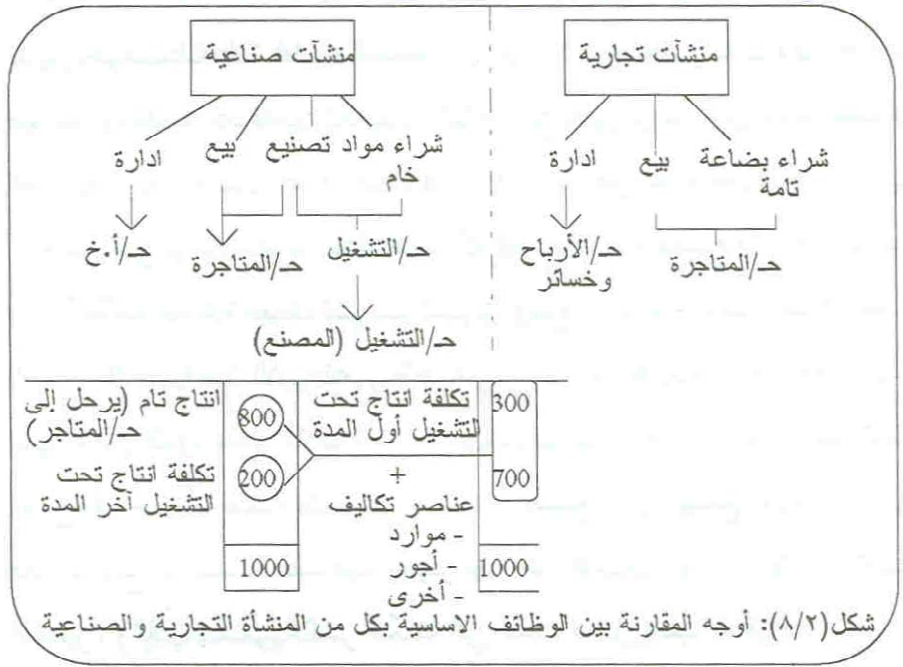 منشآت تجارية
منشآت صناعية
شراء بضاعة
تامة
بيع
ادارة
شراء مواد تصنيع
خام
بيع
ادارة
حـ/المتاجرة
حـ/الأرباح
وخسائر
حـ/التشغيل
حـ/المتاجرة
حـ/أ.خ
حـ/التشغيل (المصنع)
300
تكلفة انتاج تحت
لتشغيل أول المدة
800
انتاج تام (يرحل إلى
حـ/المتاجر)
700
+
عناصر تكاليف
- موارد
- أجور
- أخرى
200
تكلفة انتاج تحت
التشغيل آخر المدة
1000
1000
شكل(٨/٢): أوجه المقارنة بين الوظائف الاساسية بكل من المنشأة التجارية والصناعية